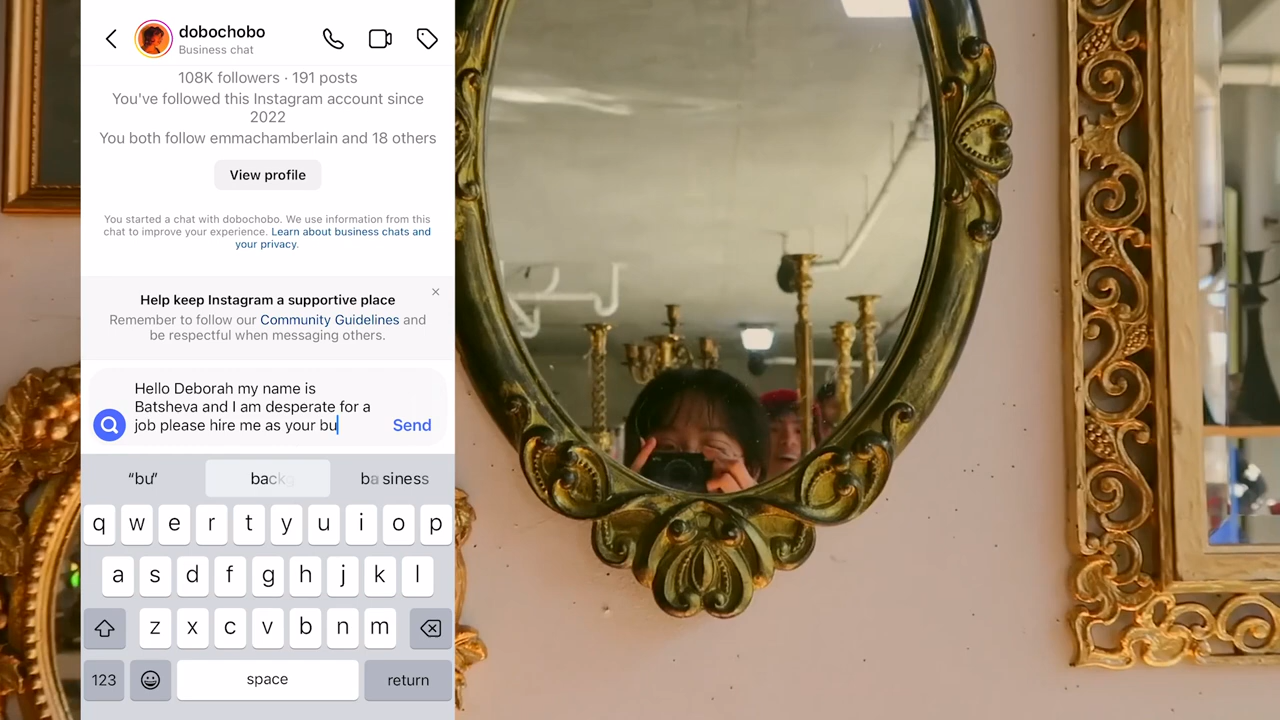 dobochobo
Business chat
108K followers · 191 posts
You've followed this Instagram account since
2022
You both follow emmachamberlain and 18 others
View profile
You started a chat with dobochobo. We use information from this
chat to improve your experience. Learn about business chats and
your privacy.
Help keep Instagram a supportive place
Remember to follow our Community Guidelines and
be respectful when messaging others.
Hello Deborah my name is
Batsheva and I am desperate for a
job please hire me as your bu
Send
“bu”
q w e r t y u i o p
a s d f g h j k l
z x c v b n m
123 space return